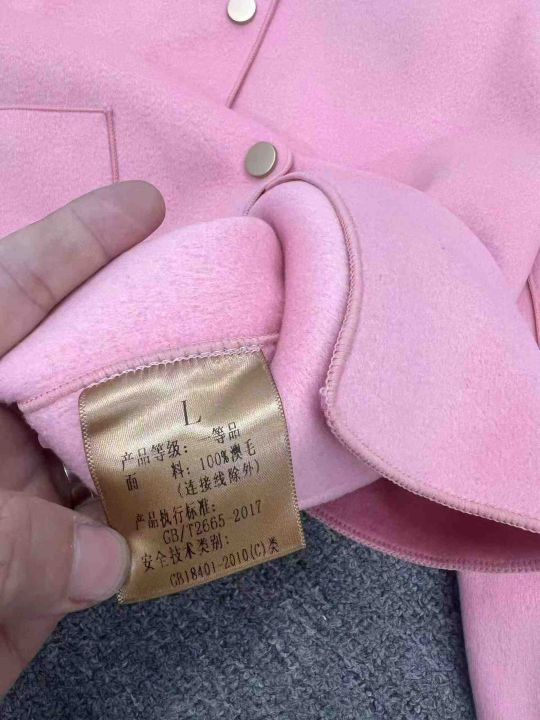 L
产品等级：一等品
面　　料：100%澳毛
（连接线除外）
产品执行标准：
GB/T2665-2017
安全技术类别：
GB18401-2010(C)类